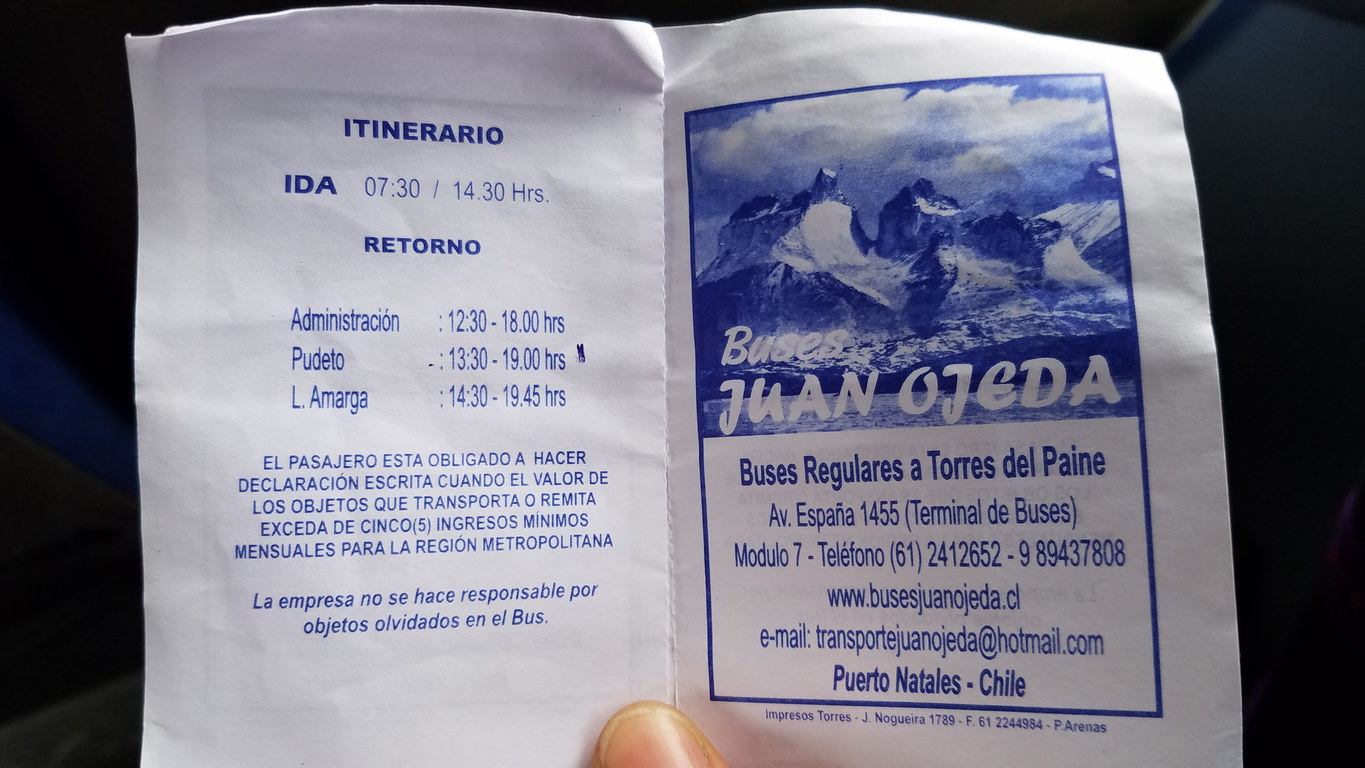 ITINERARIO
IDA 07:30 / 14.30 Hrs.
RETORNO
Administración : 12:30 - 18.00 hrs
Pudeto : 13:30 - 19.00 hrs
L. Amarga : 14:30 - 19.45 hrs
EL PASAJERO ESTA OBLIGADO A HACER
DECLARACIÓN ESCRITA CUANDO EL VALOR DE
LOS OBJETOS QUE TRANSPORTA O REMITA
EXCEDA DE CINCO(5) INGRESOS MÍNIMOS
MENSUALES PARA LA REGIÓN METROPOLITANA
La empresa no se hace responsable por
objetos olvidados en el Bus.
Buses
JUAN OJEDA
Buses Regulares a Torres del Paine
Av. España 1455 (Terminal de Buses)
Modulo 7 - Teléfono (61) 2412652 - 9 89437808
www.busesjuanojeda.cl
e-mail: transportejuanojeda@hotmail.com
Puerto Natales - Chile
Impresos Torres - J. Nogueira 1789 - F. 61 2244984 - P.Arenas